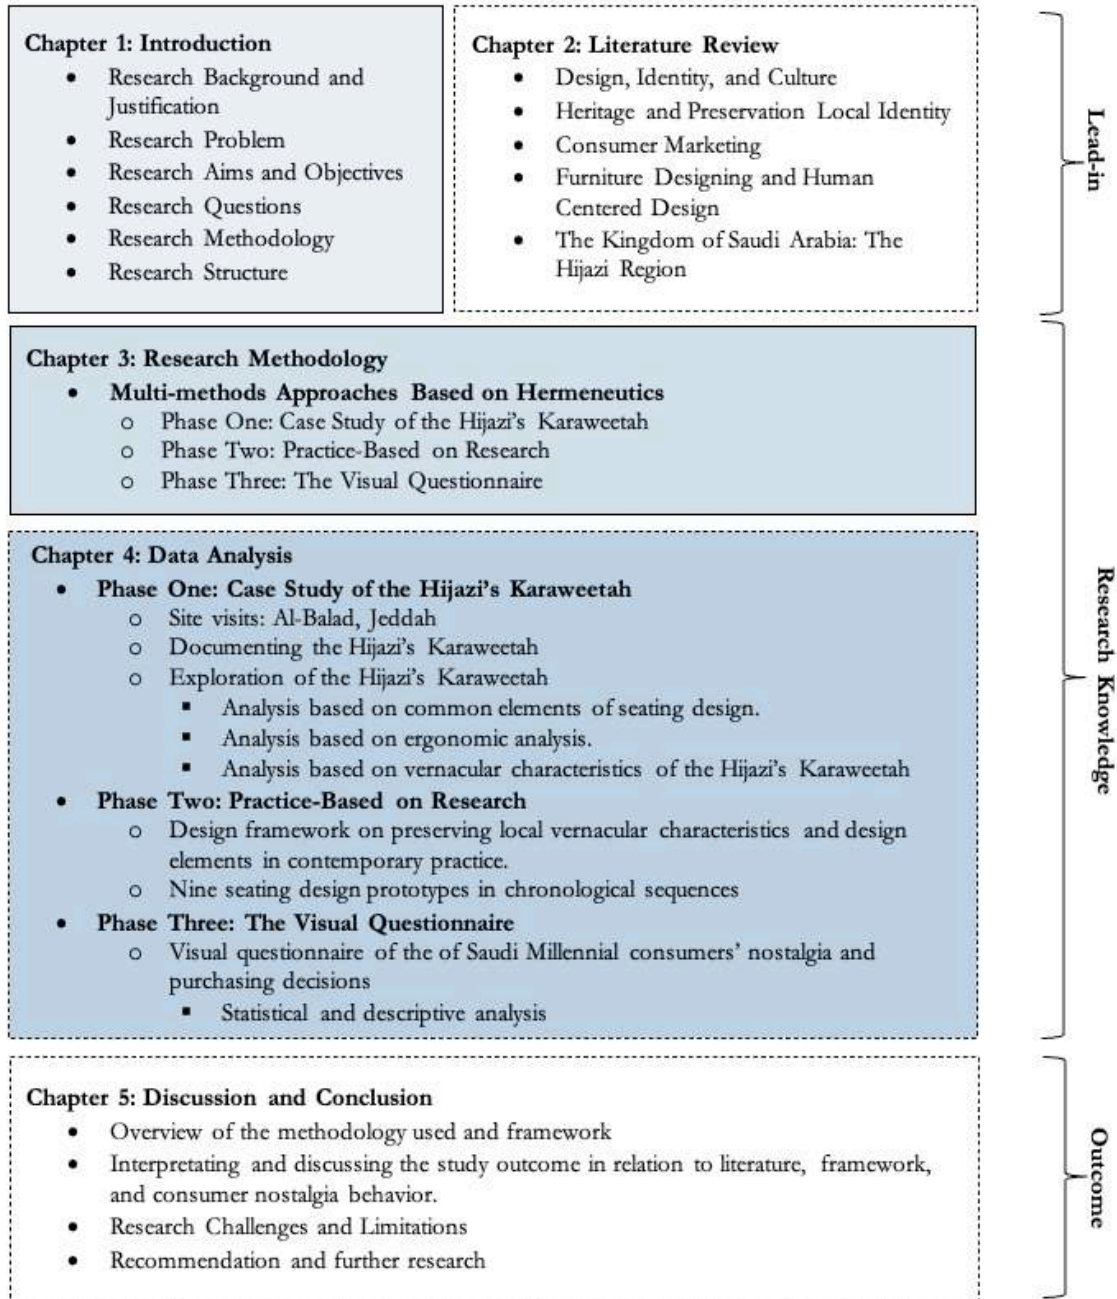 Chapter 1: Introduction
• Research Background and
Justification
• Research Problem
• Research Aims and Objectives
• Research Questions
• Research Methodology
• Research Structure
Chapter 2: Literature Review
• Design, Identity, and Culture
• Heritage and Preservation Local Identity
• Consumer Marketing
• Furniture Designing and Human
Centered Design
• The Kingdom of Saudi Arabia: The
Hijazi Region
Lead-in
Chapter 3: Research Methodology
• Multi-methods Approaches Based on Hermeneutics
o Phase One: Case Study of the Hijazi's Karaweetah
o Phase Two: Practice-Based on Research
o Phase Three: The Visual Questionnaire
Chapter 4: Data Analysis
• Phase One: Case Study of the Hijazi's Karaweetah
o Site visits: Al-Balad, Jeddah
o Documenting the Hijazi's Karaweetah
o Exploration of the Hijazi's Karaweetah
▪ Analysis based on common elements of seating design.
▪ Analysis based on ergonomic analysis.
▪ Analysis based on vernacular characteristics of the Hijazi's Karaweetah
• Phase Two: Practice-Based on Research
o Design framework on preserving local vernacular characteristics and design
elements in contemporary practice.
o Nine seating design prototypes in chronological sequences
• Phase Three: The Visual Questionnaire
o Visual questionnaire of the of Saudi Millennial consumers' nostalgia and
purchasing decisions
▪ Statistical and descriptive analysis
Research Knowledge
Chapter 5: Discussion and Conclusion
• Overview of the methodology used and framework
• Interpretating and discussing the study outcome in relation to literature, framework,
and consumer nostalgia behavior.
• Research Challenges and Limitations
• Recommendation and further research
Outcome